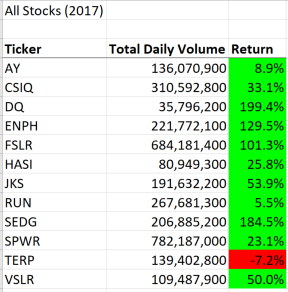 All Stocks (2017)
Ticker Total Daily Volume Return
AY 136,070,900 8.9%
CSIQ 310,592,800 33.1%
DQ 35,796,200 199.4%
ENPH 221,772,100 129.5%
FSLR 684,181,400 101.3%
HASI 80,949,300 25.8%
JKS 191,632,200 53.9%
RUN 267,681,300 5.5%
SEDG 206,885,200 184.5%
SPWR 782,187,000 23.1%
TERP 139,402,800 -7.2%
VSLR 109,487,900 50.0%